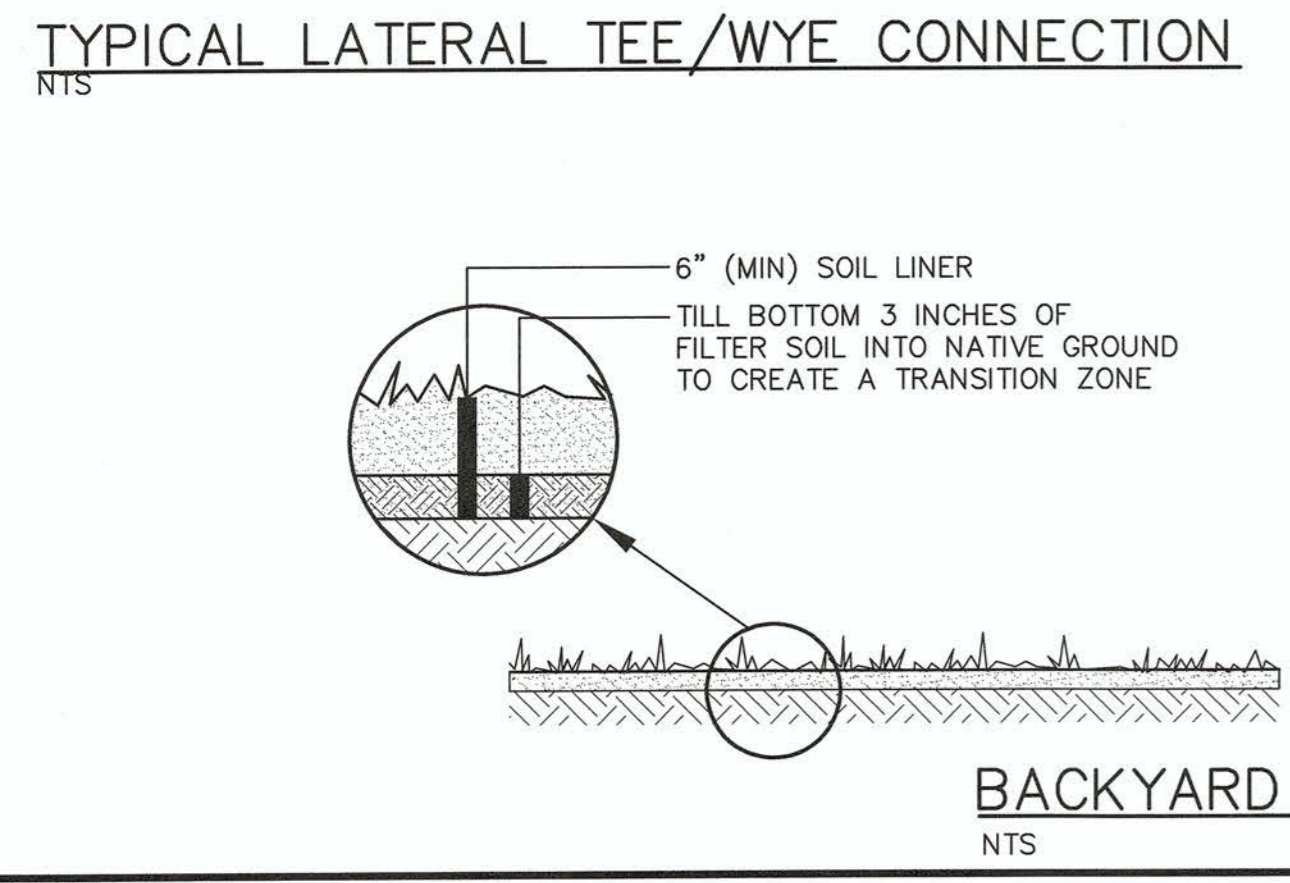 TYPICAL LATERAL TEE/WYE CONNECTION
NTS
6” (MIN) SOIL LINER
TILL BOTTOM 3 INCHES OF
FILTER SOIL INTO NATIVE GROUND
TO CREATE A TRANSITION ZONE
BACKYARD
NTS